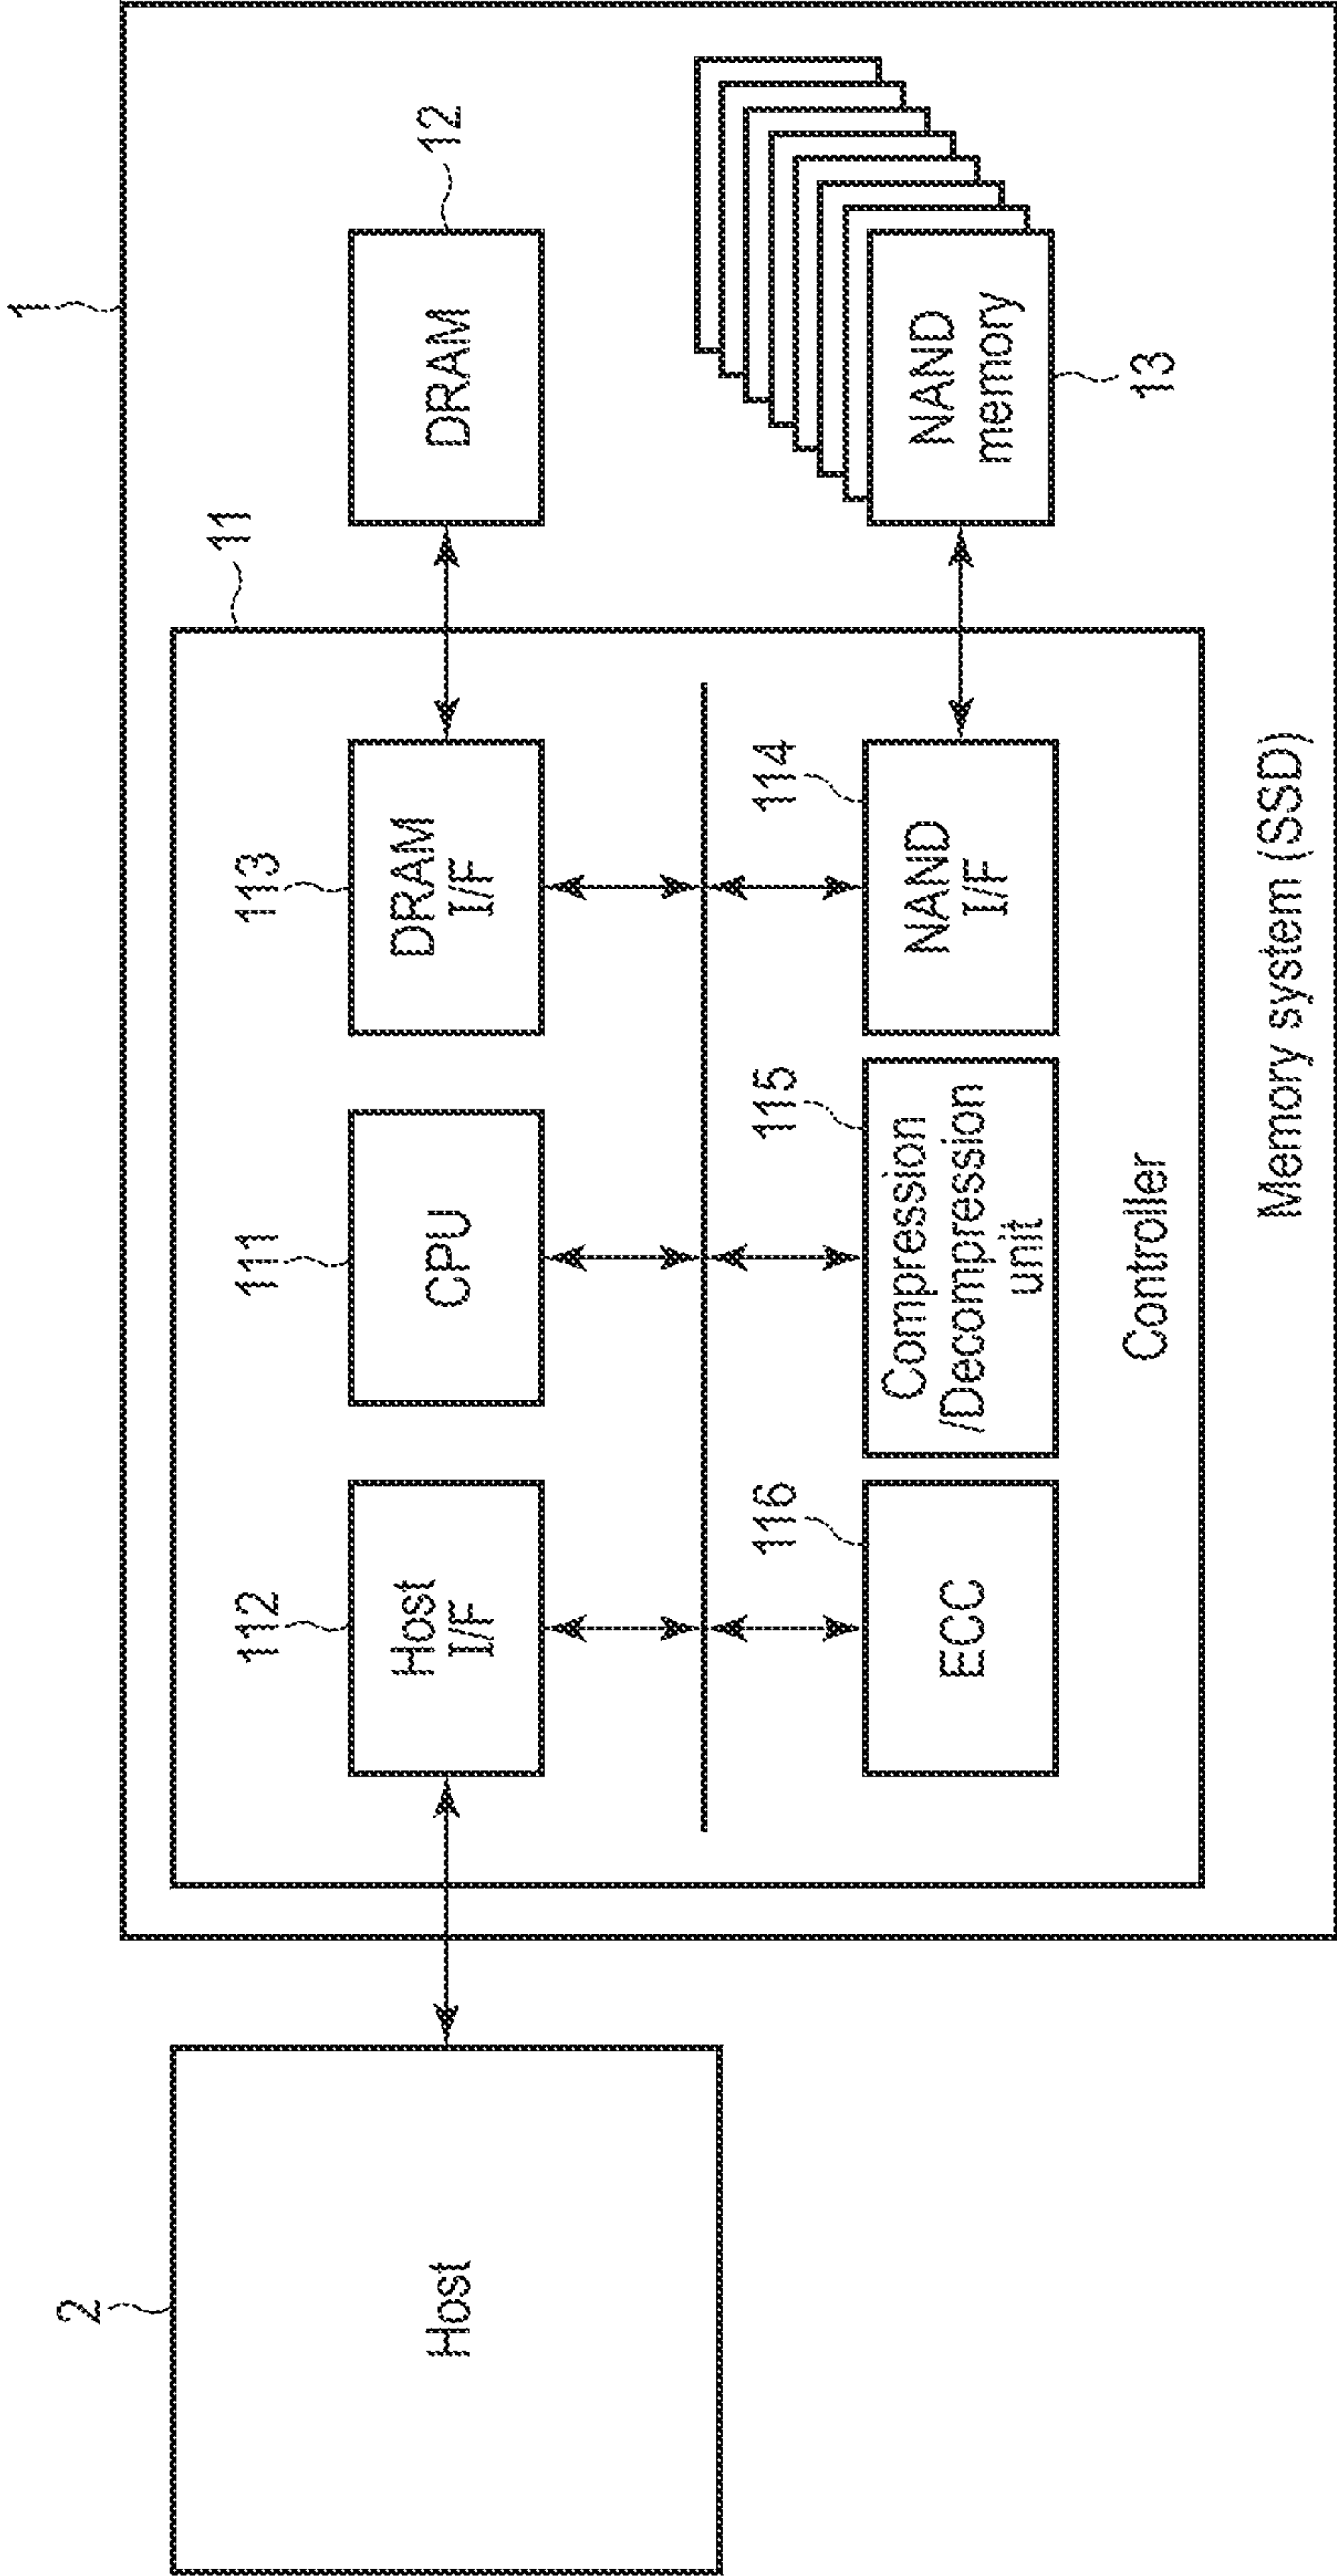 1
2
11
12
112
111
113
Host
Host
I/F
CPU
DRAM
I/F
DRAM
116
115
114
ECC
Compression
/Decompression
unit
NAND
I/F
NAND
memory
13
Controller
Memory system (SSD)